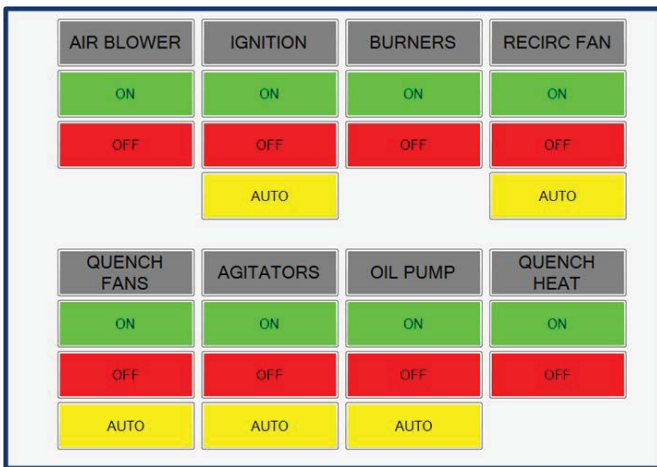 AIR BLOWER IGNITION BURNERS RECIRC FAN
ON ON ON ON
OFF OFF OFF OFF
AUTO AUTO
QUENCH FANS AGITATORS OIL PUMP QUENCH HEAT
ON ON ON ON
OFF OFF OFF OFF
AUTO AUTO AUTO